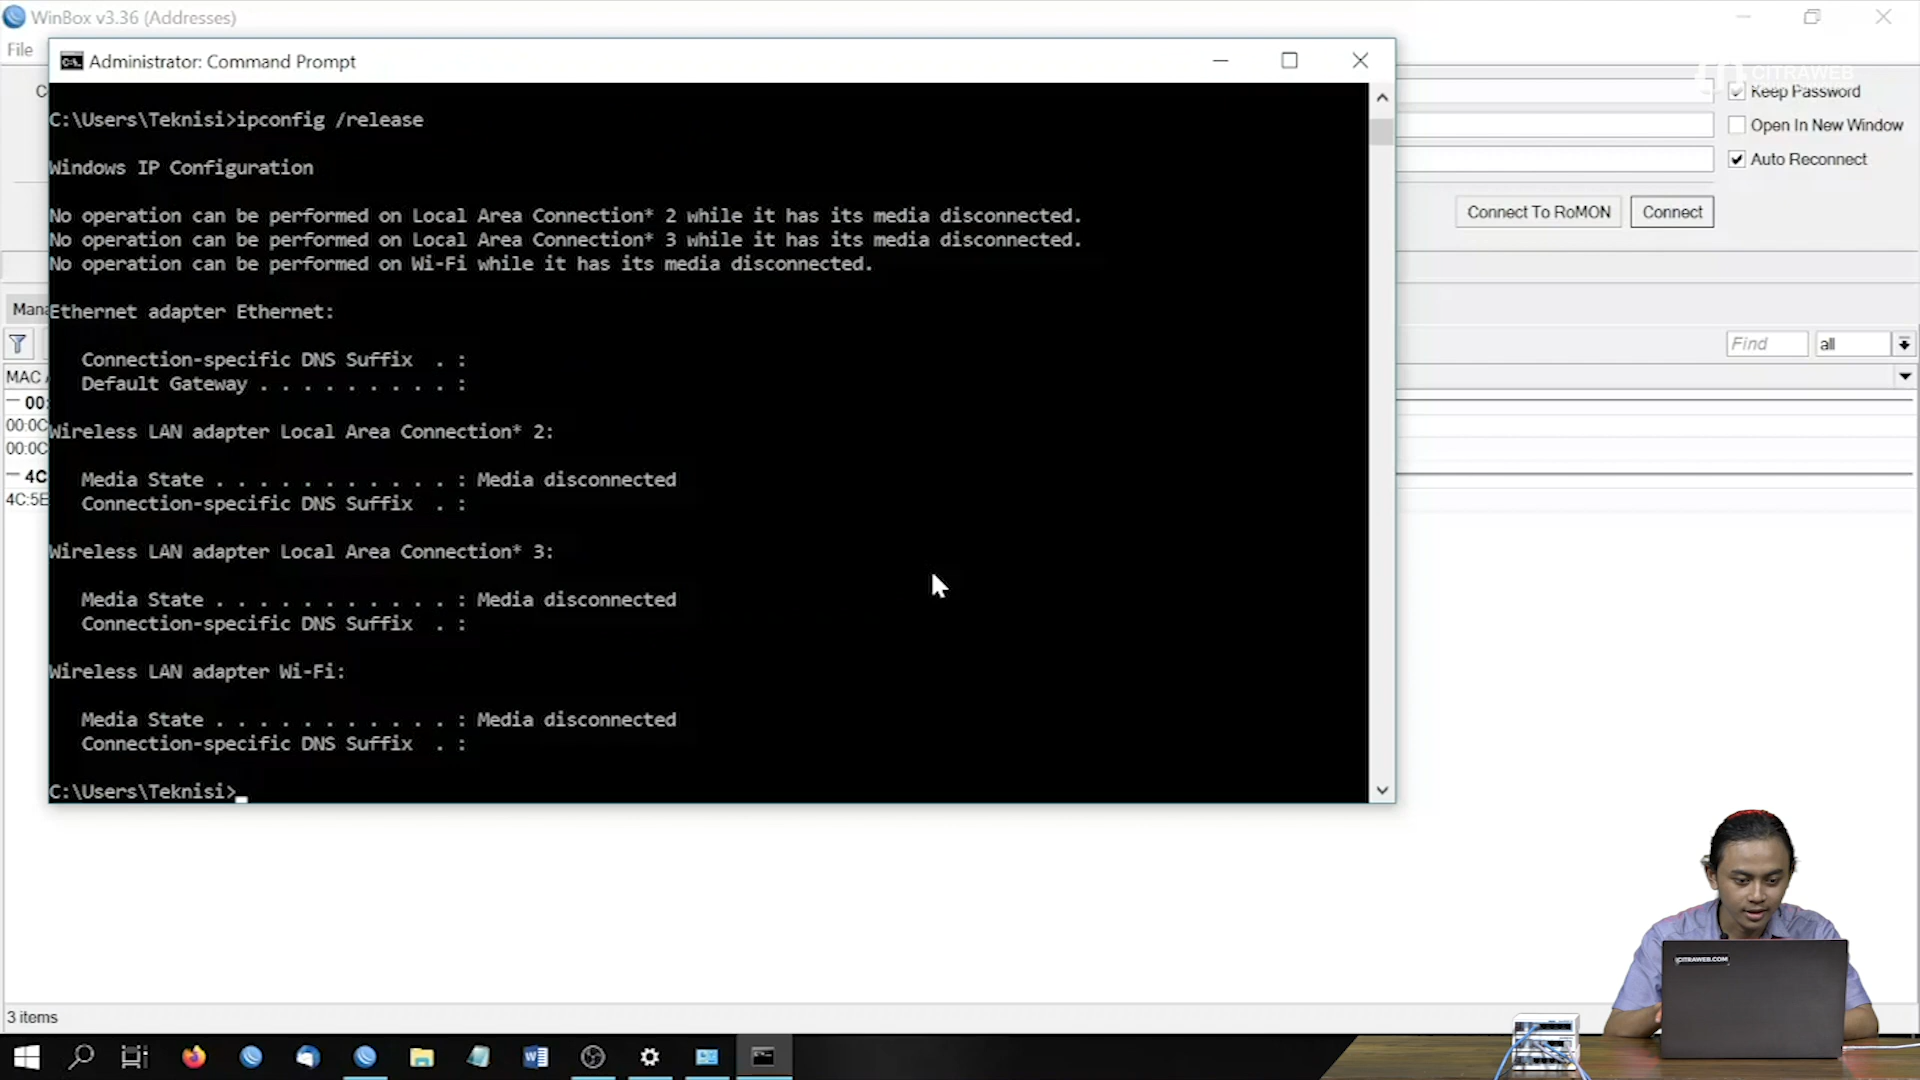 WinBox v3.36 (Addresses)
File
Administrator: Command Prompt
CITRAWEB
Keep Password
Open In New Window
Auto Reconnect
Connect To RoMON
Connect
C:\Users\Teknisi>ipconfig /release
Windows IP Configuration
No operation can be performed on Local Area Connection* 2 while it has its media disconnected.
No operation can be performed on Local Area Connection* 3 while it has its media disconnected.
No operation can be performed on Wi-Fi while it has its media disconnected.
Ethernet adapter Ethernet:
Connection-specific DNS Suffix . :
Default Gateway . . . . . . . . . :
Wireless LAN adapter Local Area Connection* 2:
Media State . . . . . . . . . . . : Media disconnected
Connection-specific DNS Suffix . :
Wireless LAN adapter Local Area Connection* 3:
Media State . . . . . . . . . . . : Media disconnected
Connection-specific DNS Suffix . :
Wireless LAN adapter Wi-Fi:
Media State . . . . . . . . . . . : Media disconnected
Connection-specific DNS Suffix . :
C:\Users\Teknisi>_
Find
all
MAC
00:
00:0C
00:0C
4C
4C:5E
3 items
CITRAWEB.COM